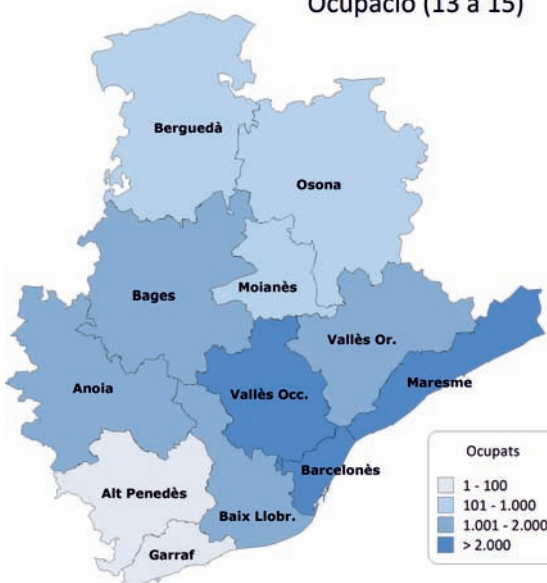 Ocupació (13 a 15)
Berguedà
Osona
Bages
Moianès
Vallès Or.
Anoia
Vallès Occ.
Maresme
Barcelonès
Alt Penedès
Baix Llobr.
Garraf
Ocupats
1 - 100
101 - 1.000
1.001 - 2.000
> 2.000